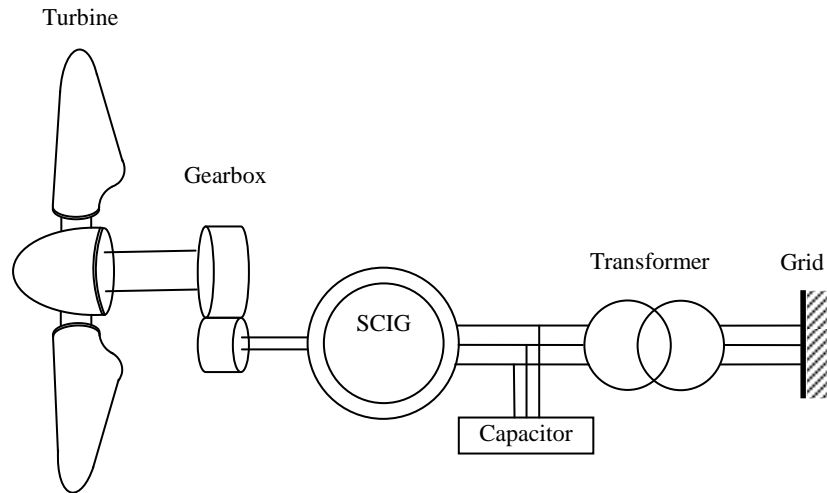 Turbine
Gearbox
Transformer
Grid
SCIG
Capacitor